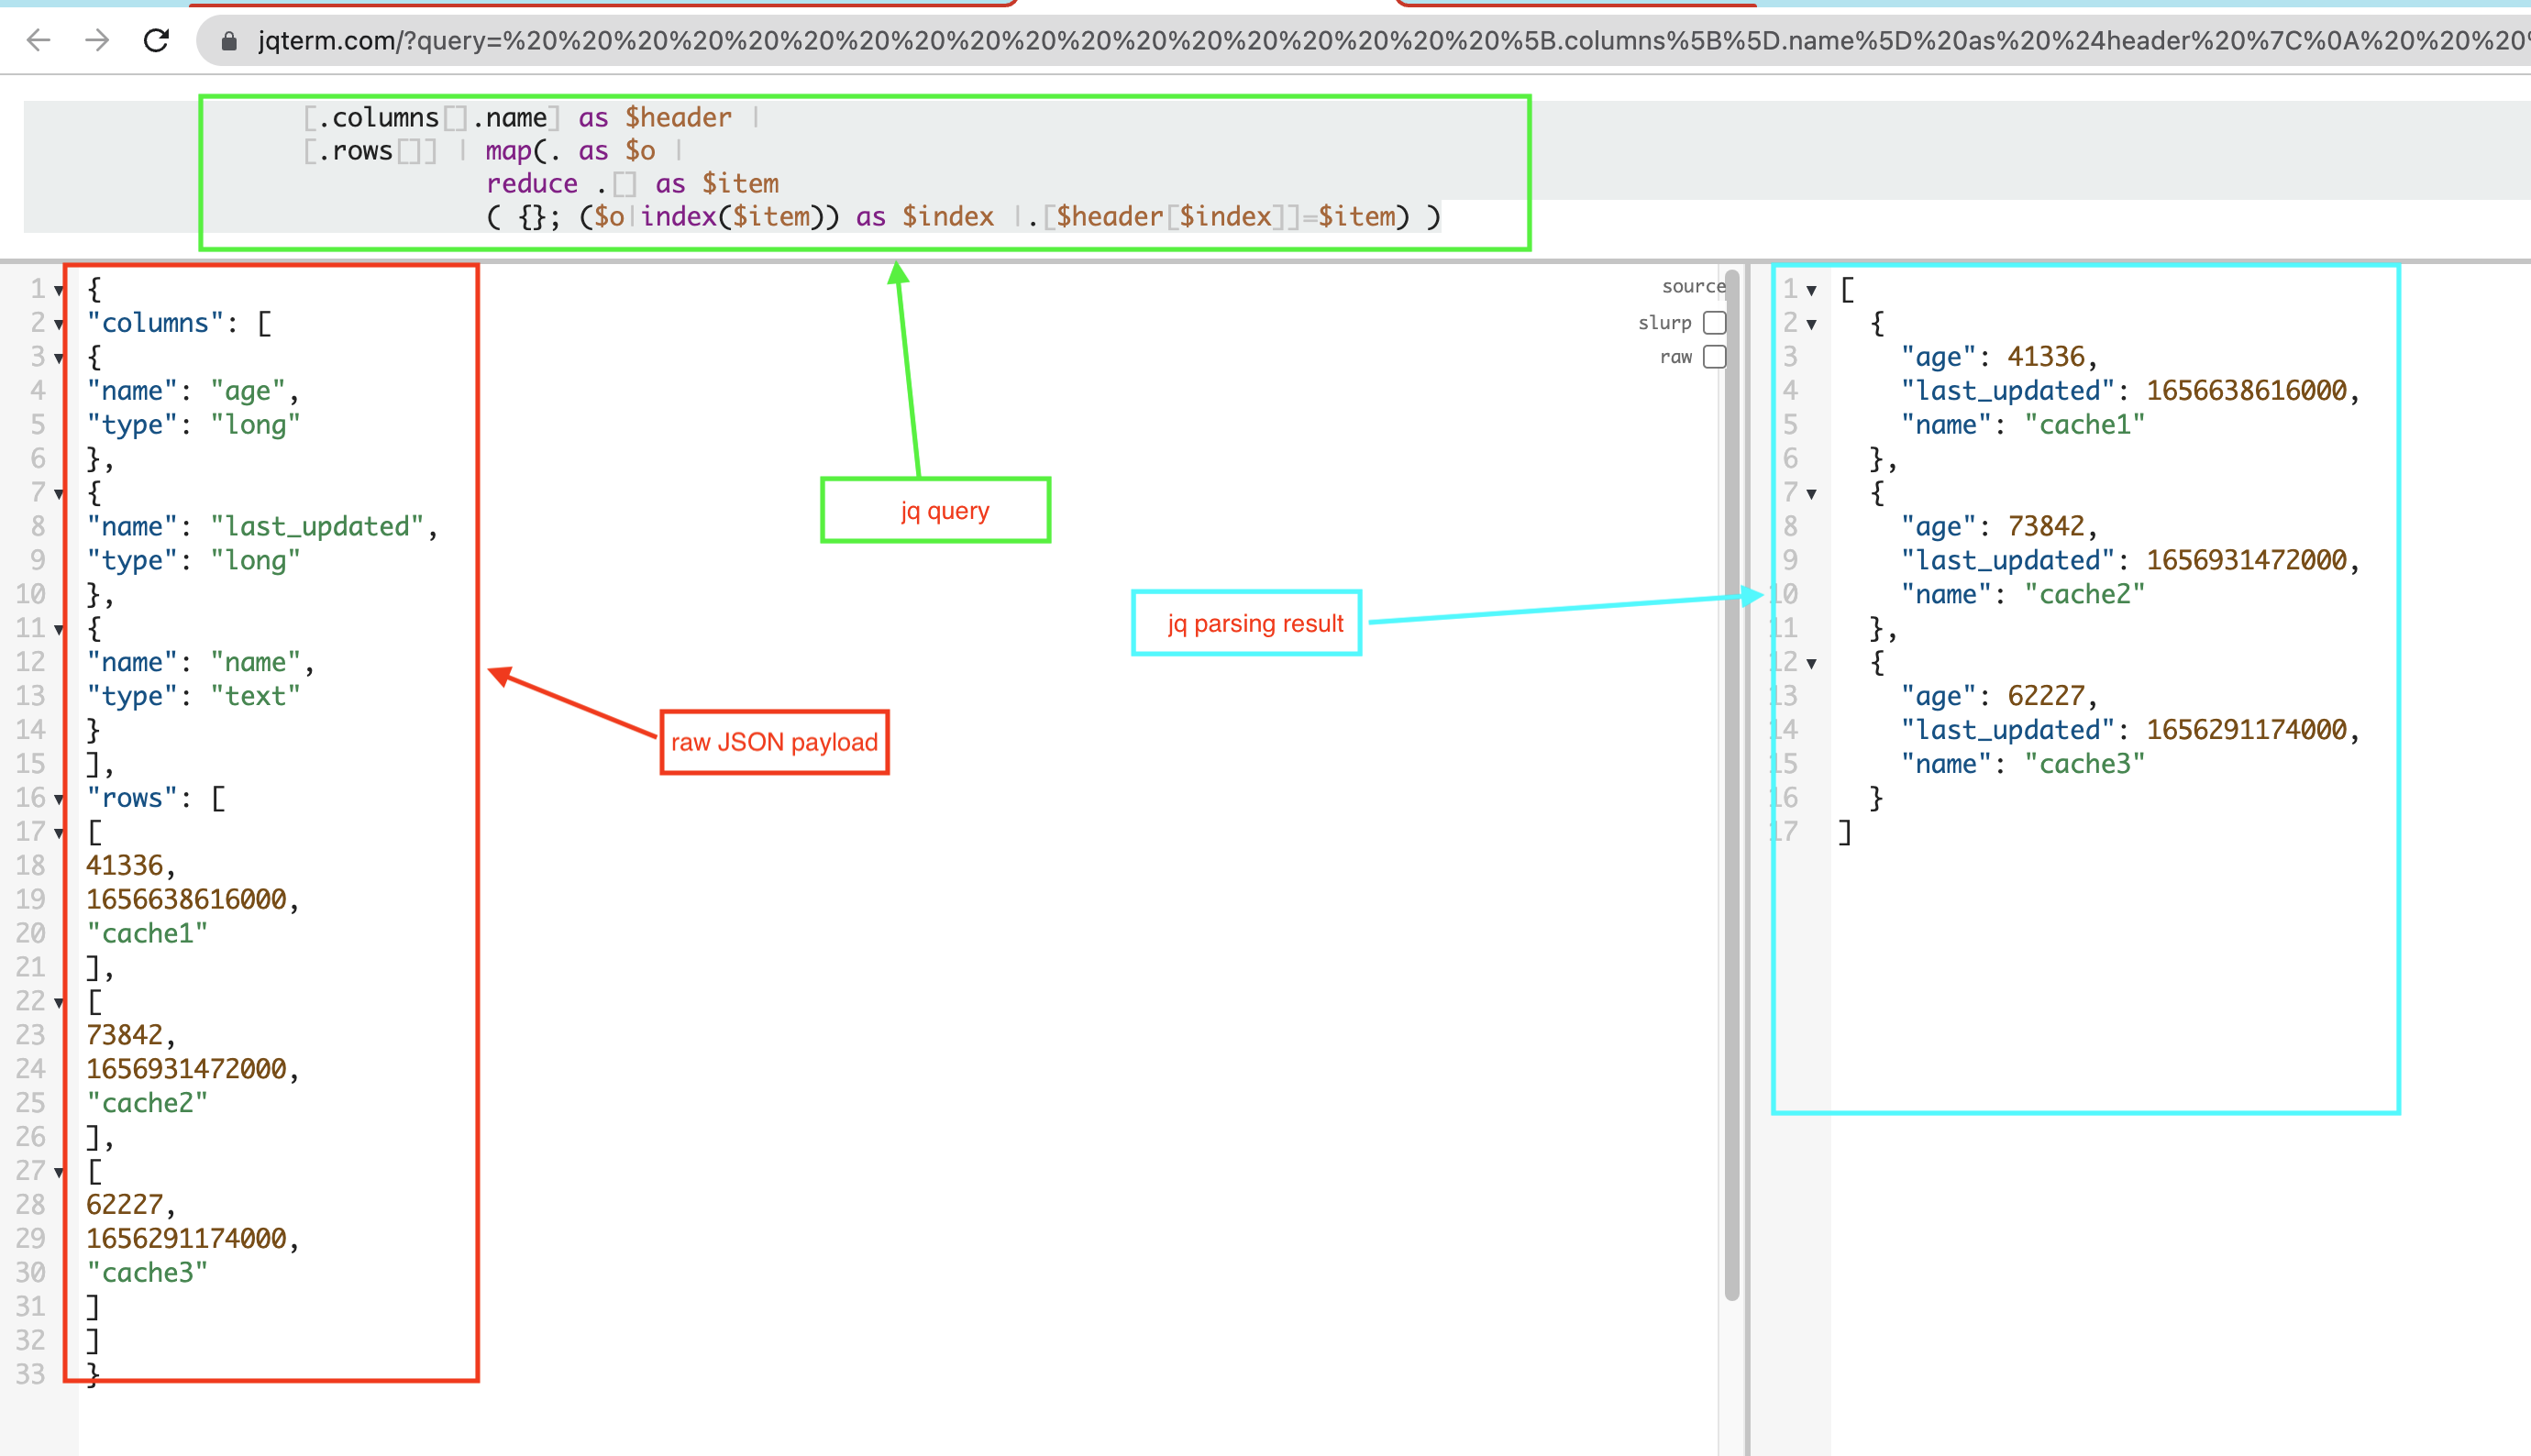 jqterm.com/?query=%20%20%20%20%20%20%20%20%20%20%20%20%20%20%20%20%20%20%5B.columns%5B%5D.name%5D%20as%20%24header%20%7C%0A%20%20%20%
[.columns[].name] as $header |
[.rows[]] | map(. as $o |
reduce .[] as $item
( {}; ($o|index($item)) as $index |.[$header[$index]]=$item) )
source
slurp
raw
jq query
jq parsing result
raw JSON payload
1 {
2 "columns": [
3 {
4 "name": "age",
5 "type": "long"
6 },
7 {
8 "name": "last_updated",
9 "type": "long"
10 },
11 {
12 "name": "name",
13 "type": "text"
14 }
15 ],
16 "rows": [
17 [
18 41336,
19 1656638616000,
20 "cache1"
21 ],
22 [
23 73842,
24 1656931472000,
25 "cache2"
26 ],
27 [
28 62227,
29 1656291174000,
30 "cache3"
31 ]
32 ]
33 }
1 [
2 {
3 "age": 41336,
4 "last_updated": 1656638616000,
5 "name": "cache1"
6 },
7 {
8 "age": 73842,
9 "last_updated": 1656931472000,
10 "name": "cache2"
11 },
12 {
13 "age": 62227,
14 "last_updated": 1656291174000,
15 "name": "cache3"
16 }
17 ]